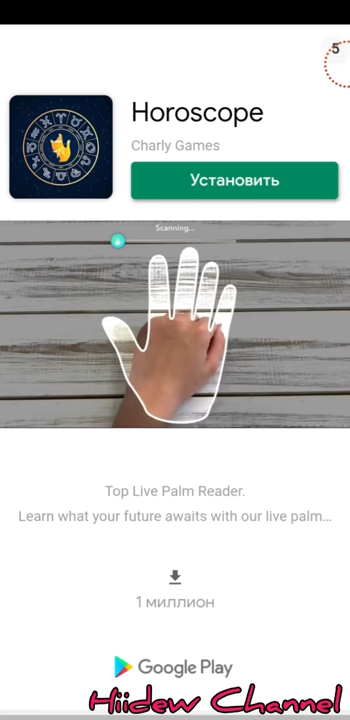 5
Horoscope
Charly Games
Установить
Scanning...
Top Live Palm Reader.
Learn what your future awaits with our live palm...
1 миллион
Google Play
Hiidew Channel